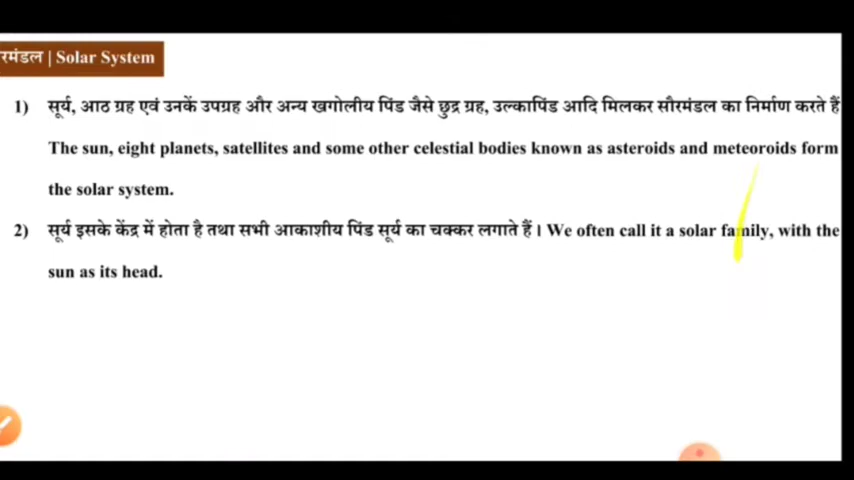 रमंडल | Solar System
1) सूर्य, आठ ग्रह एवं उनकें उपग्रह और अन्य खगोलीय पिंड जैसे छुद्र ग्रह, उल्कापिंड आदि मिलकर सौरमंडल का निर्माण करते हैं
The sun, eight planets, satellites and some other celestial bodies known as asteroids and meteoroids form
the solar system.
2) सूर्य इसके केंद्र में होता है तथा सभी आकाशीय पिंड सूर्य का चक्कर लगाते हैं। We often call it a solar family, with the
sun as its head.